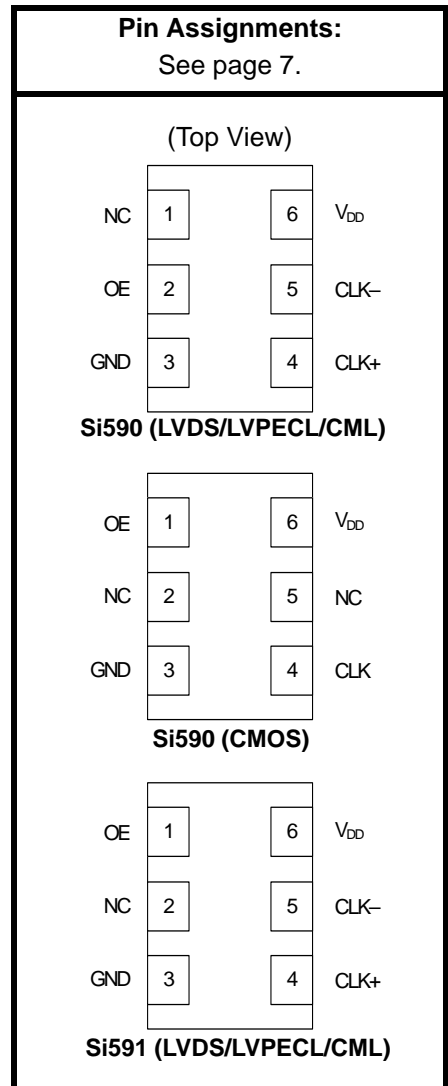 Pin Assignments:
See page 7.
(Top View)
NC 1 6 VDD
OE 2 5 CLK–
GND 3 4 CLK+
Si590 (LVDS/LVPECL/CML)
OE 1 6 VDD
NC 2 5 NC
GND 3 4 CLK
Si590 (CMOS)
OE 1 6 VDD
NC 2 5 CLK–
GND 3 4 CLK+
Si591 (LVDS/LVPECL/CML)